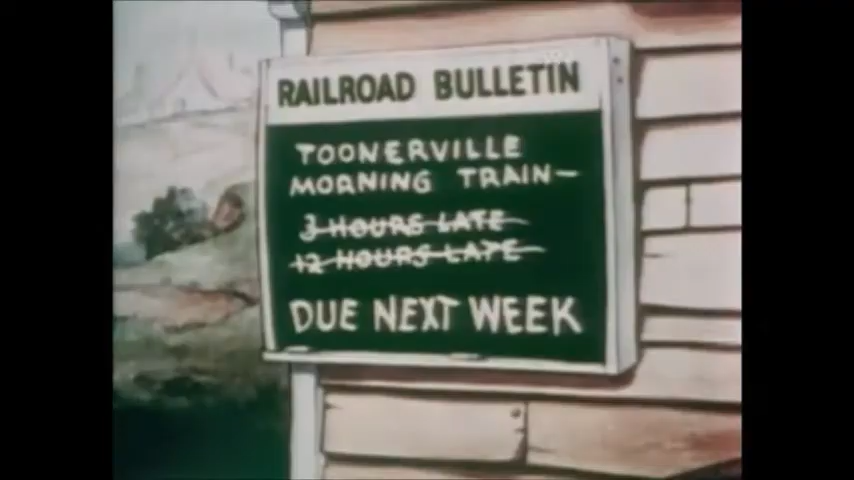 RAILROAD BULLETIN
TOONERVILLE
MORNING TRAIN—
3 HOURS LATE
12 HOURS LATE
DUE NEXT WEEK